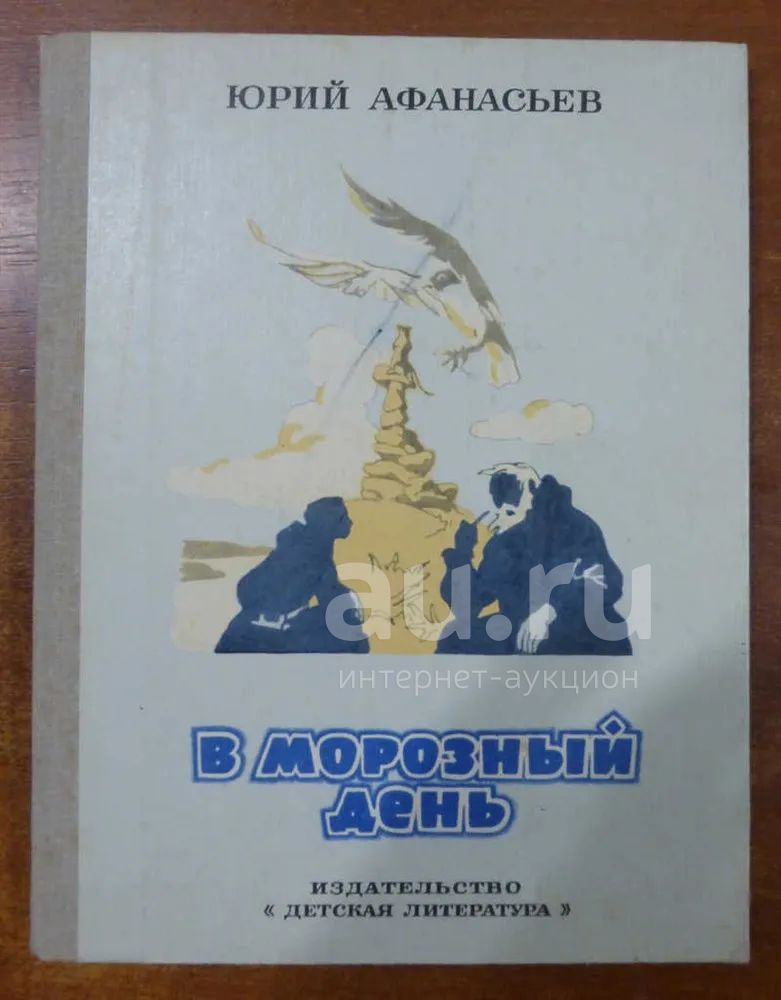 ЮРИЙ АФАНАСЬЕВ
au.ru
интернет-аукцион
В МОРОЗНЫЙ
ДЕНЬ
ИЗДАТЕЛЬСТВО
« ДЕТСКАЯ ЛИТЕРАТУРА »